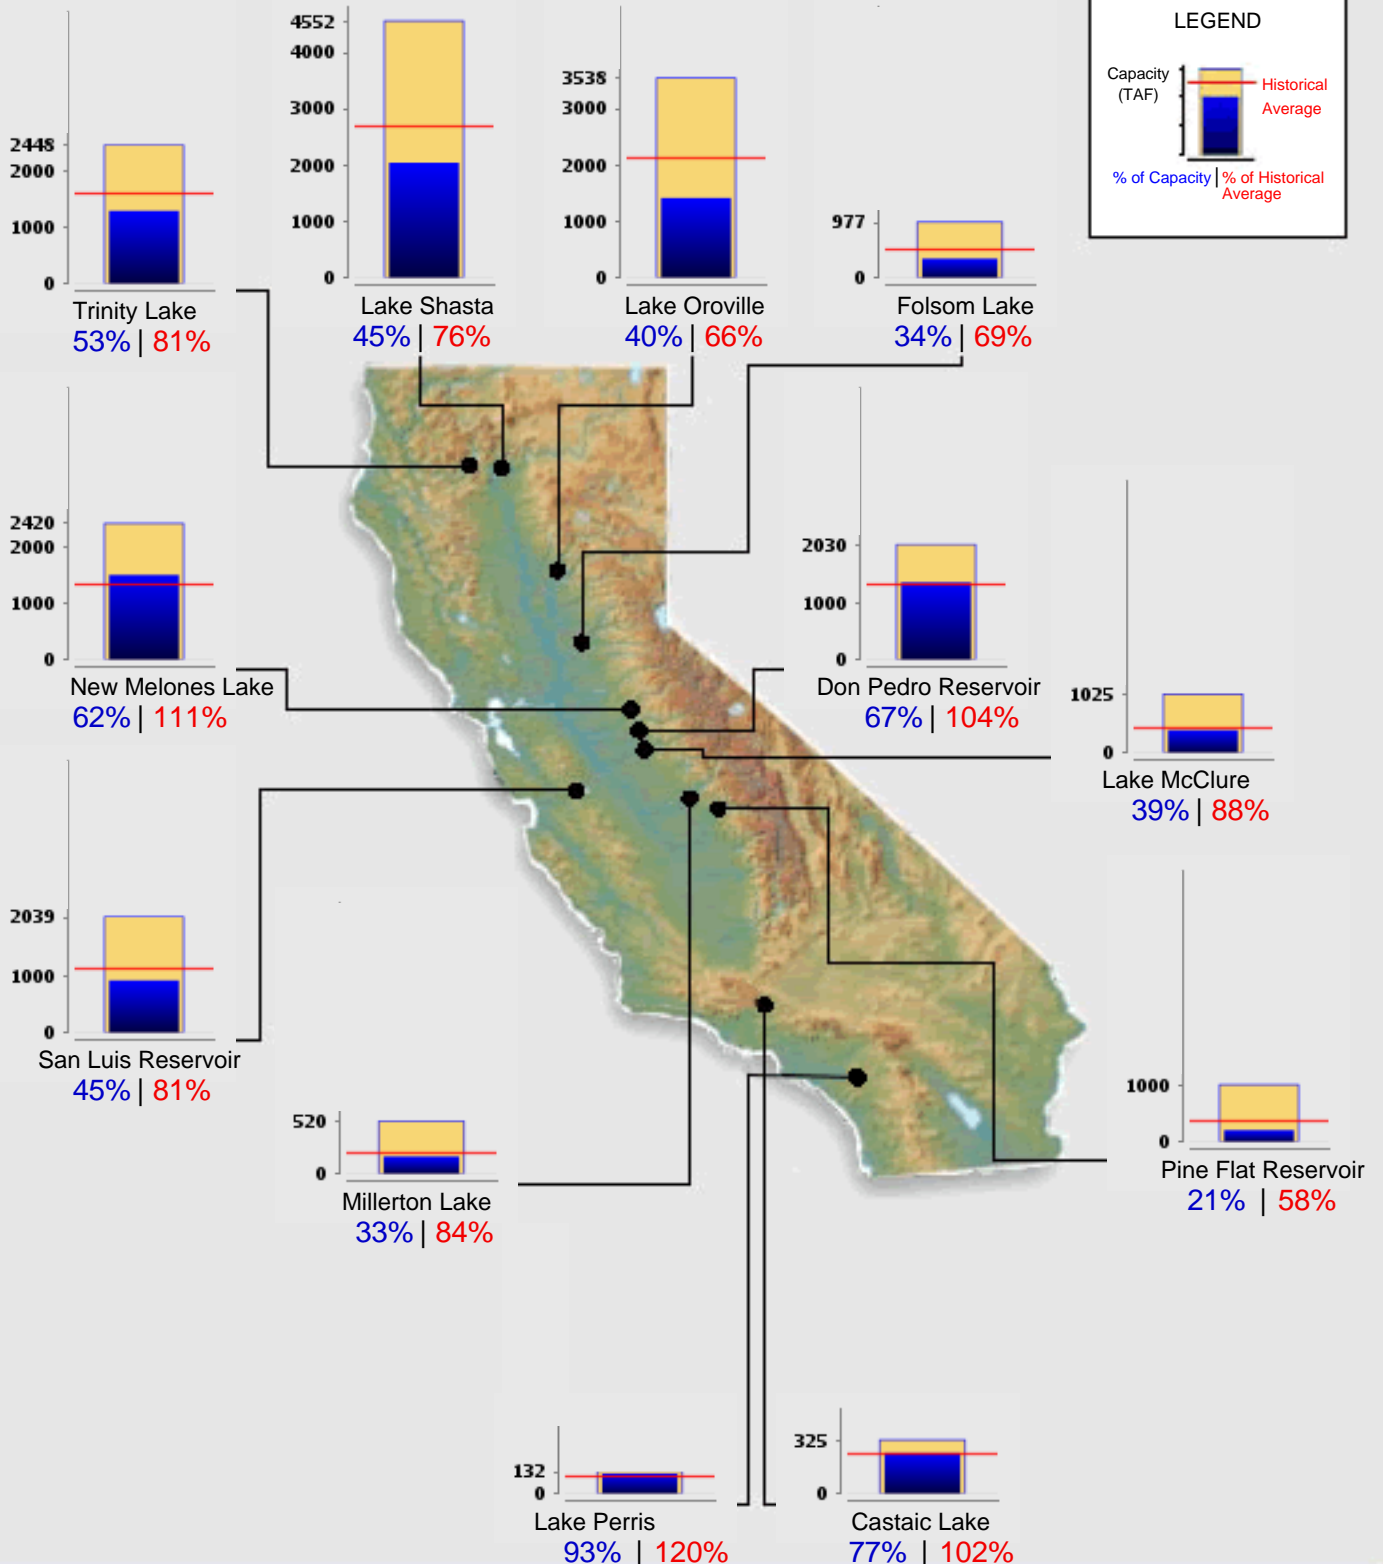 LEGEND
Capacity
(TAF)
Historical
Average
% of Capacity | % of Historical
Average
2448
2000
1000
0
Trinity Lake
53% | 81%
4552
4000
3000
2000
1000
0
Lake Shasta
45% | 76%
3538
3000
2000
1000
0
Lake Oroville
40% | 66%
977
0
Folsom Lake
34% | 69%
2420
2000
1000
0
New Melones Lake
62% | 111%
2030
1000
0
Don Pedro Reservoir
67% | 104%
1025
0
Lake McClure
39% | 88%
2039
1000
0
San Luis Reservoir
45% | 81%
520
0
Millerton Lake
33% | 84%
1000
0
Pine Flat Reservoir
21% | 58%
132
0
Lake Perris
93% | 120%
325
0
Castaic Lake
77% | 102%